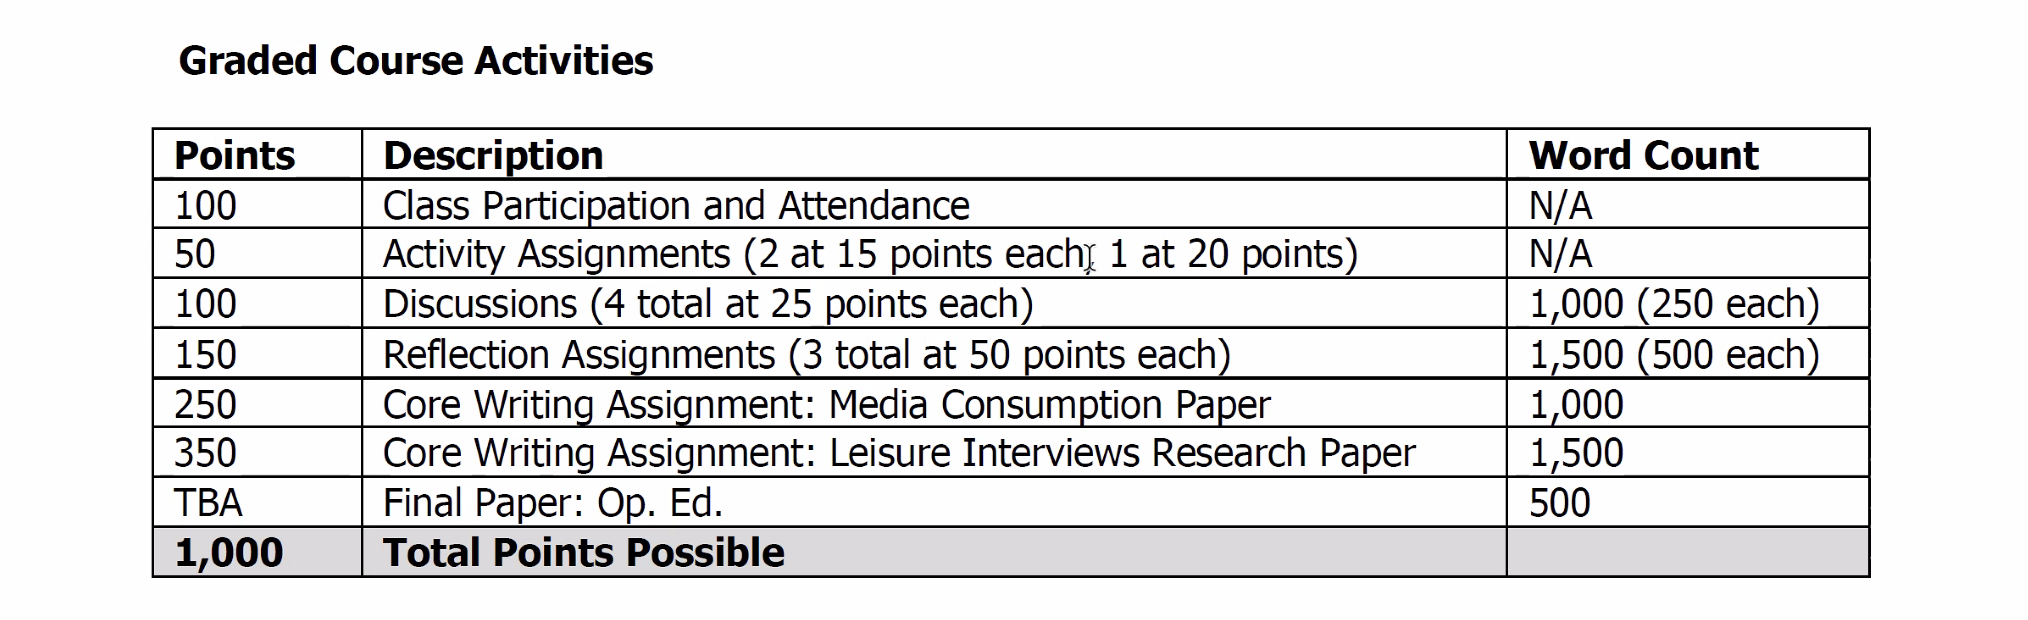 Graded Course Activities
Points Description Word Count
100 Class Participation and Attendance N/A
50 Activity Assignments (2 at 15 points each; 1 at 20 points) N/A
100 Discussions (4 total at 25 points each) 1,000 (250 each)
150 Reflection Assignments (3 total at 50 points each) 1,500 (500 each)
250 Core Writing Assignment: Media Consumption Paper 1,000
350 Core Writing Assignment: Leisure Interviews Research Paper 1,500
TBA Final Paper: Op. Ed. 500
1,000 Total Points Possible